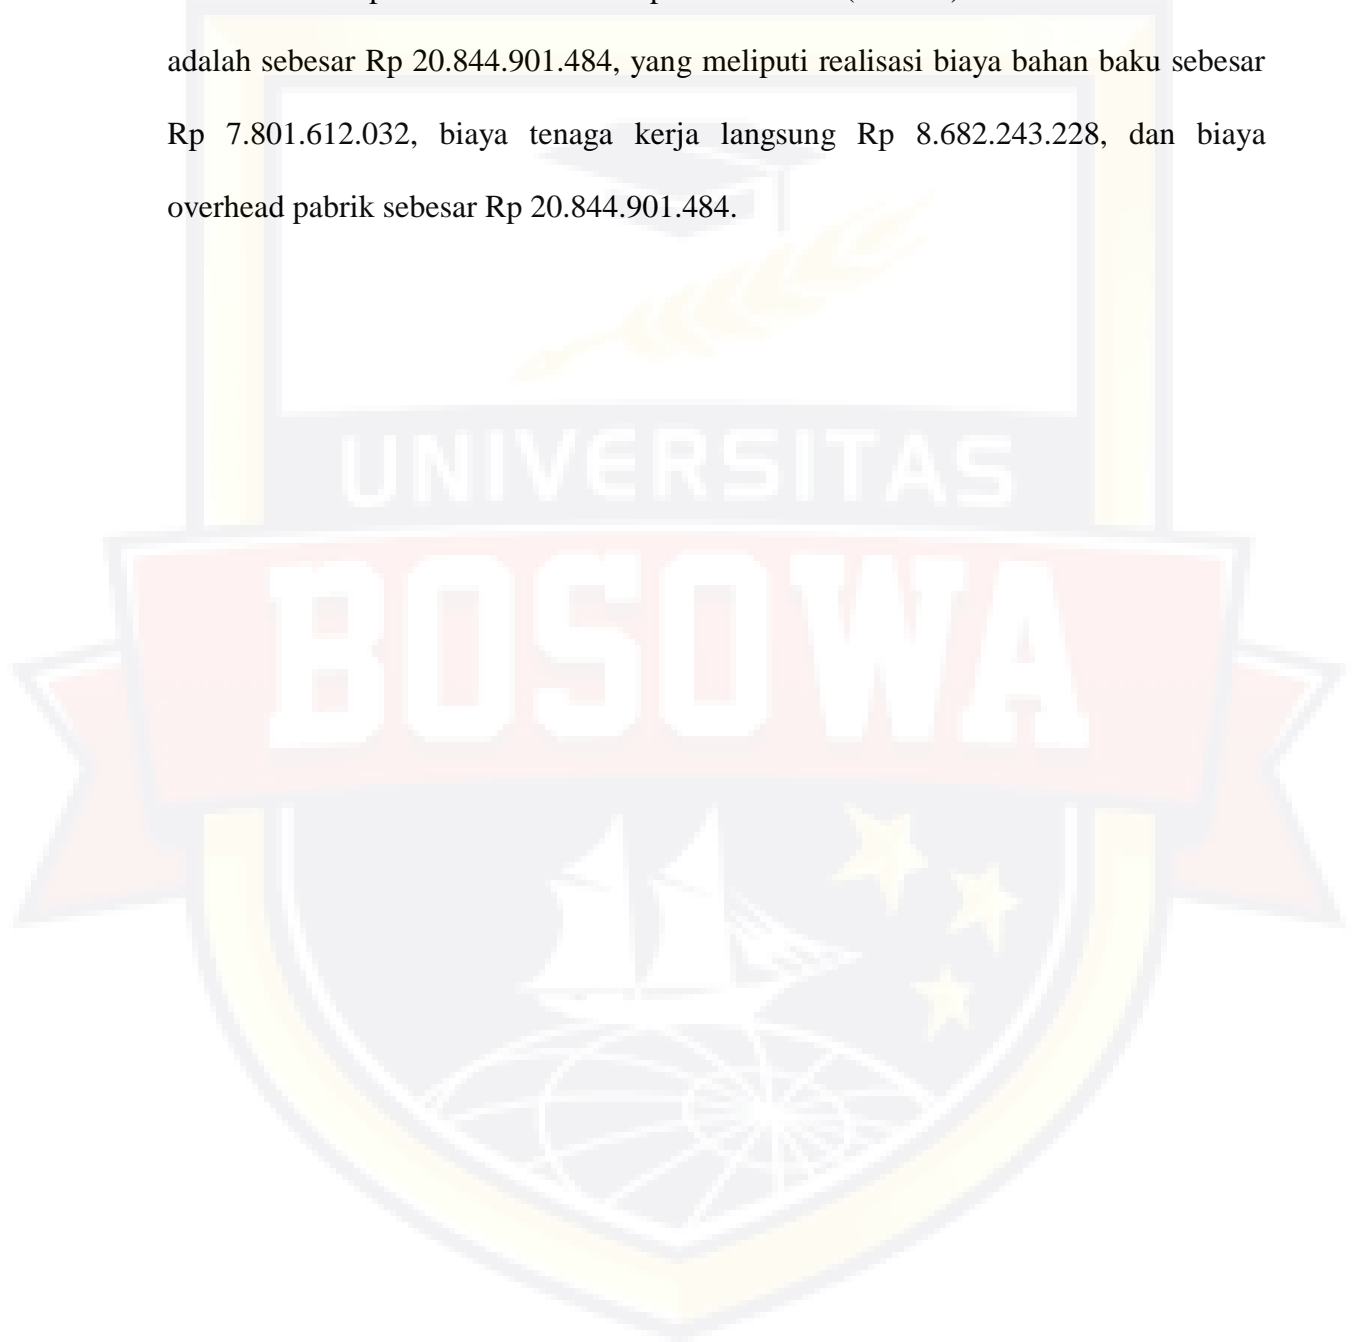 adalah sebesar Rp 20.844.901.484, yang meliputi realisasi biaya bahan baku sebesar
Rp 7.801.612.032, biaya tenaga kerja langsung Rp 8.682.243.228, dan biaya
overhead pabrik sebesar Rp 20.844.901.484.
UNIVERSITAS
BOSOWA